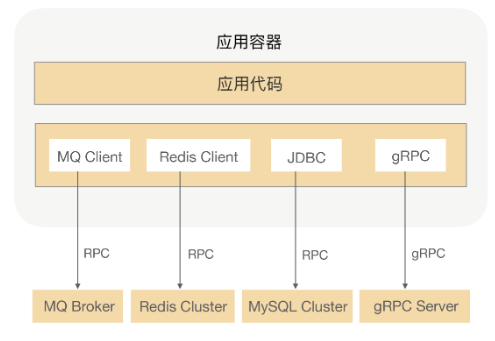 应用容器
应用代码
MQ Client Redis Client JDBC gRPC
RPC RPC RPC gRPC
MQ Broker Redis Cluster MySQL Cluster gRPC Server